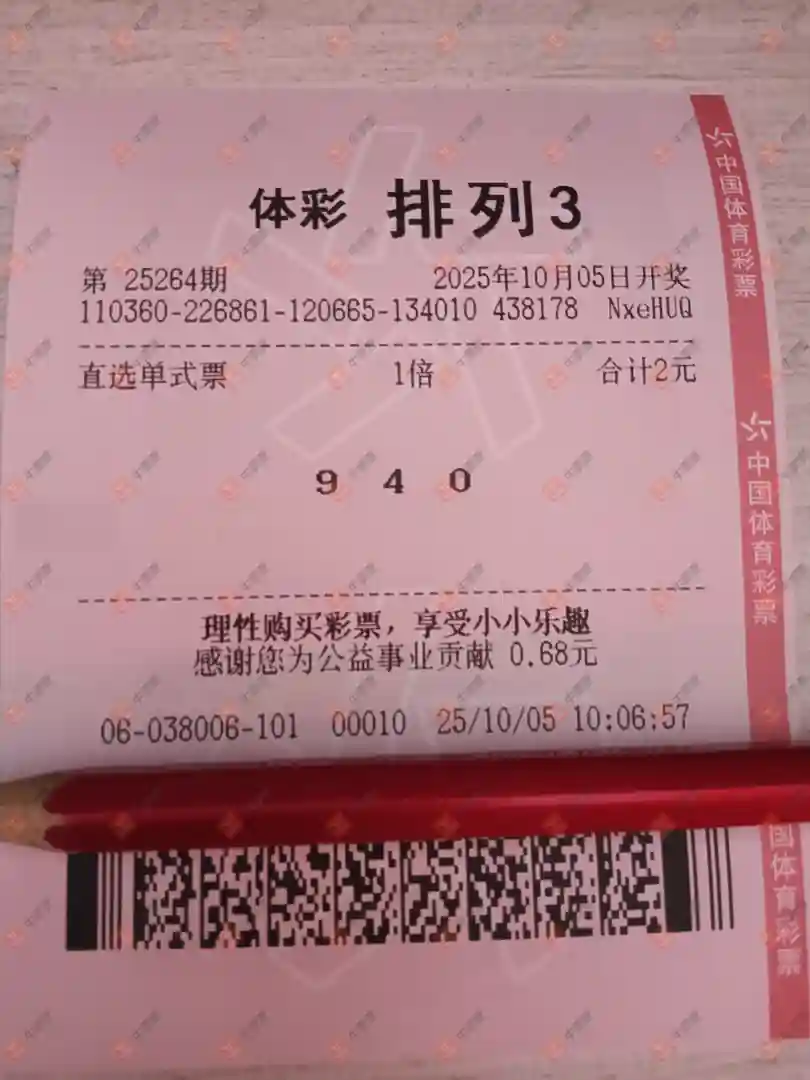 体彩 排列3
第 25264期 2025年10月05日开奖
110360-226861-120665-134010 438178 NxeHUQ
直选单式票 1倍 合计2元
9 4 0
理性购买彩票，享受小小乐趣
感谢您为公益事业贡献 0.68元
06-038006-101 00010 25/10/05 10:06:57
中国体育彩票
中国体育彩票
国体育彩票